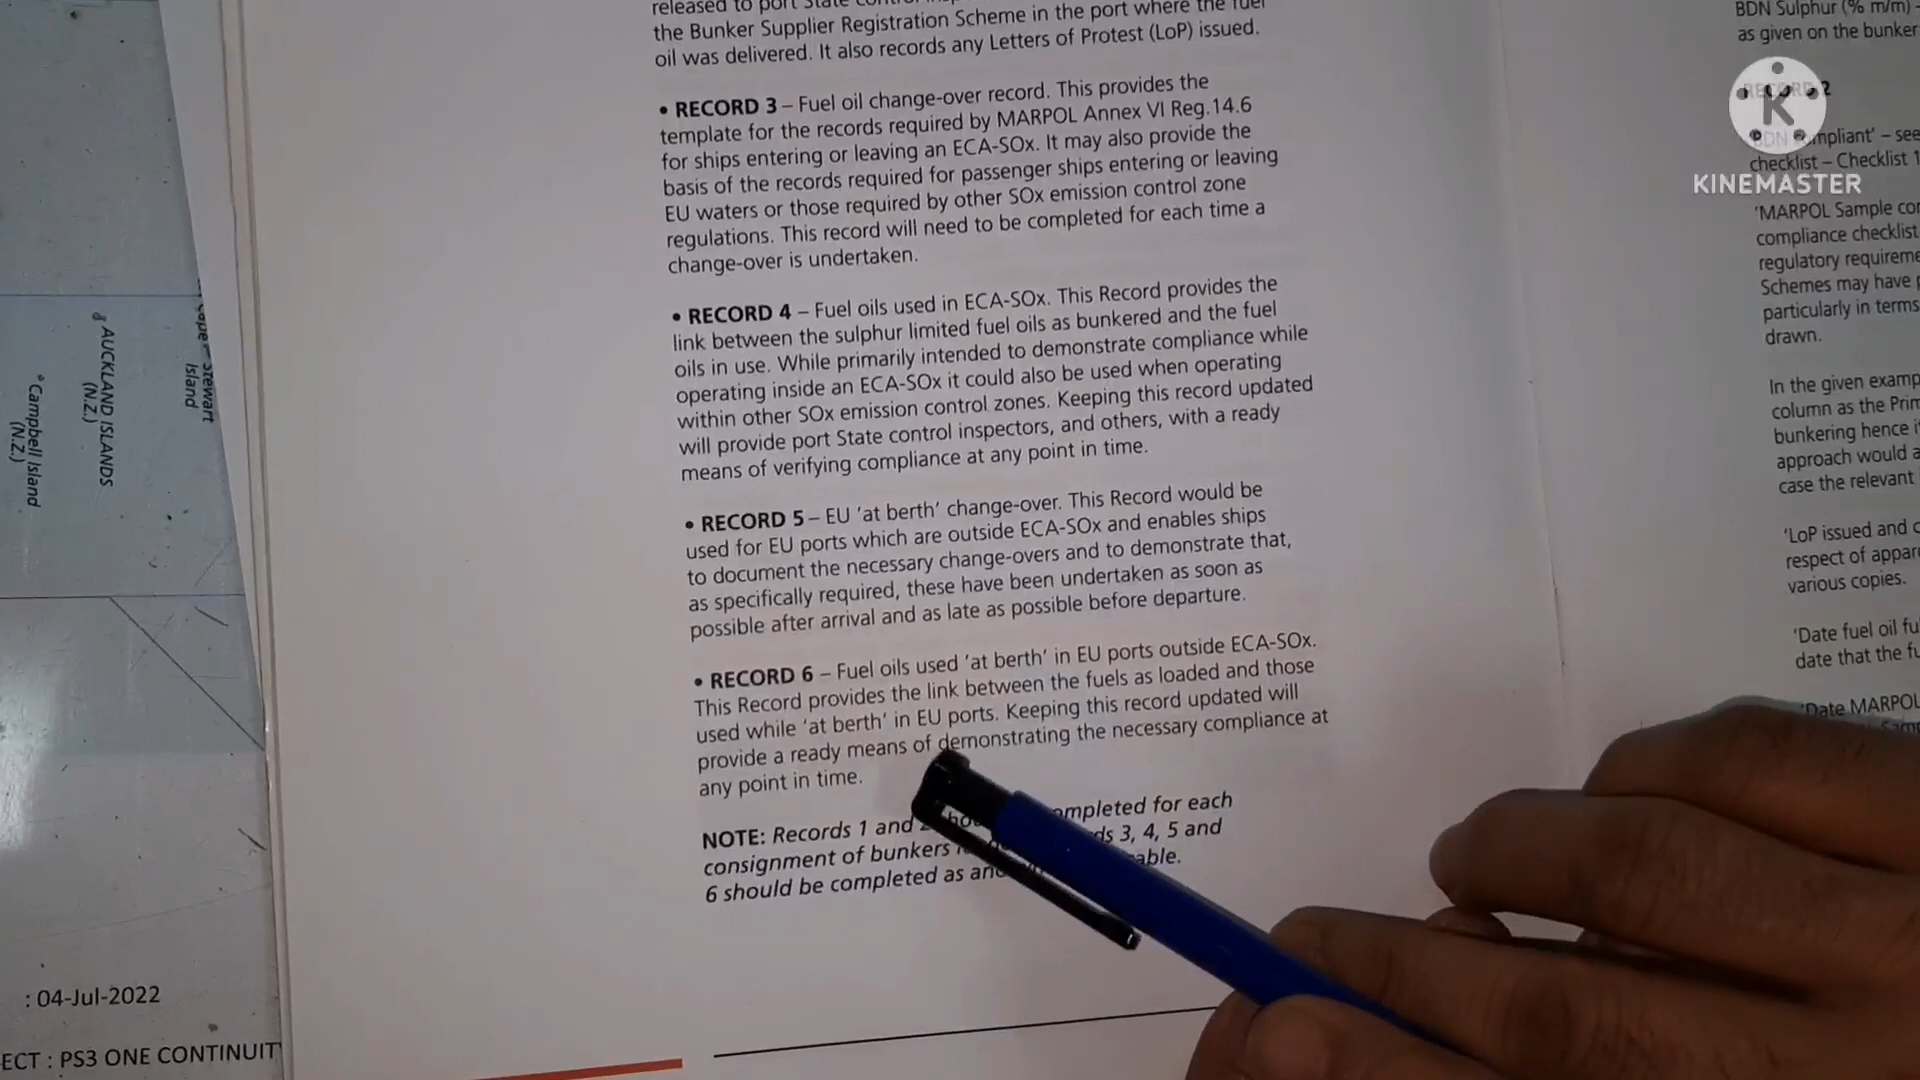 released to port State
the Bunker Supplier Registration Scheme in the port where the fuel
oil was delivered. It also records any Letters of Protest (LoP) issued.
• RECORD 3 – Fuel oil change-over record. This provides the
template for the records required by MARPOL Annex VI Reg.14.6
for ships entering or leaving an ECA-SOx. It may also provide the
basis of the records required for passenger ships entering or leaving
EU waters or those required by other SOx emission control zone
regulations. This record will need to be completed for each time a
change-over is undertaken.
• RECORD 4 – Fuel oils used in ECA-SOx. This Record provides the
link between the sulphur limited fuel oils as bunkered and the fuel
oils in use. While primarily intended to demonstrate compliance while
operating inside an ECA-SOx it could also be used when operating
within other SOx emission control zones. Keeping this record updated
will provide port State control inspectors, and others, with a ready
means of verifying compliance at any point in time.
• RECORD 5 – EU ‘at berth’ change-over. This Record would be
used for EU ports which are outside ECA-SOx and enables ships
to document the necessary change-overs and to demonstrate that,
as specifically required, these have been undertaken as soon as
possible after arrival and as late as possible before departure.
• RECORD 6 – Fuel oils used ‘at berth’ in EU ports outside ECA-SOx.
This Record provides the link between the fuels as loaded and those
used while ‘at berth’ in EU ports. Keeping this record updated will
provide a ready means of demonstrating the necessary compliance at
any point in time.
NOTE: Records 1 and completed for each
consignment of bunkers 3, 4, 5 and
6 should be completed as
BDN Sulphur (% m/m) –
as given on the bunker
RECORD 2
– see
checklist – Checklist 1
‘MARPOL Sample
compliance checklist
regulatory
Schemes may have
particularly in terms
drawn.
In the given
column as the
bunkering hence
approach would
case the relevant
‘LoP issued and
respect of
various copies.
‘Date fuel oil
date that the
‘Date MARPOL
K
KINEMASTER
Stewart
Island
AUCKLAND ISLANDS
(N.Z.)
Campbell Island
(N.Z.)
: 04-Jul-2022
ECT : PS3 ONE CONTINUIT